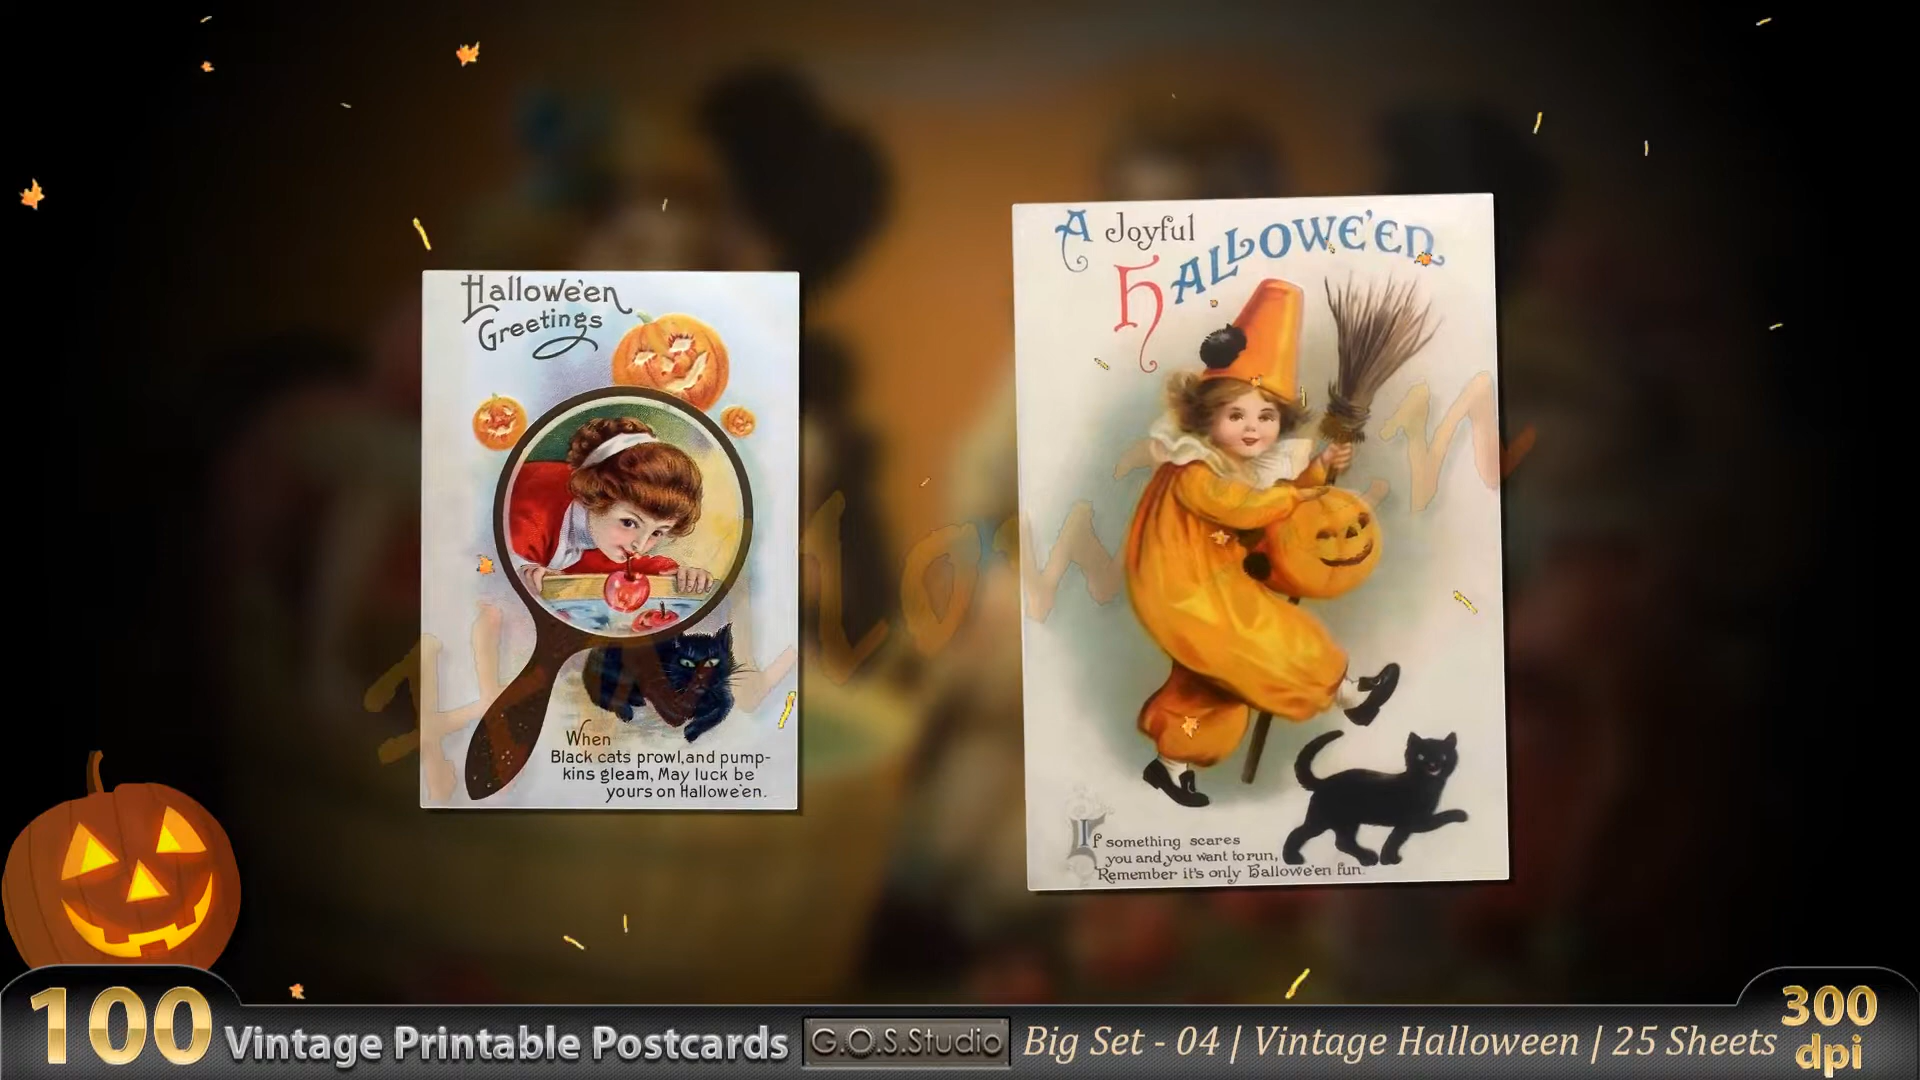 Hallowe'en
Greetings
When
Black cats prowl, and pump-
kins gleam, May luck be
yours on Hallowe'en.
A Joyful
Hallowe'en
If something scares
you and you want to run,
Remember it's only Hallowe'en fun.
Halloween
100 Vintage Printable Postcards
G.O.S.Studio
Big Set - 04 | Vintage Halloween | 25 Sheets
300
dpi